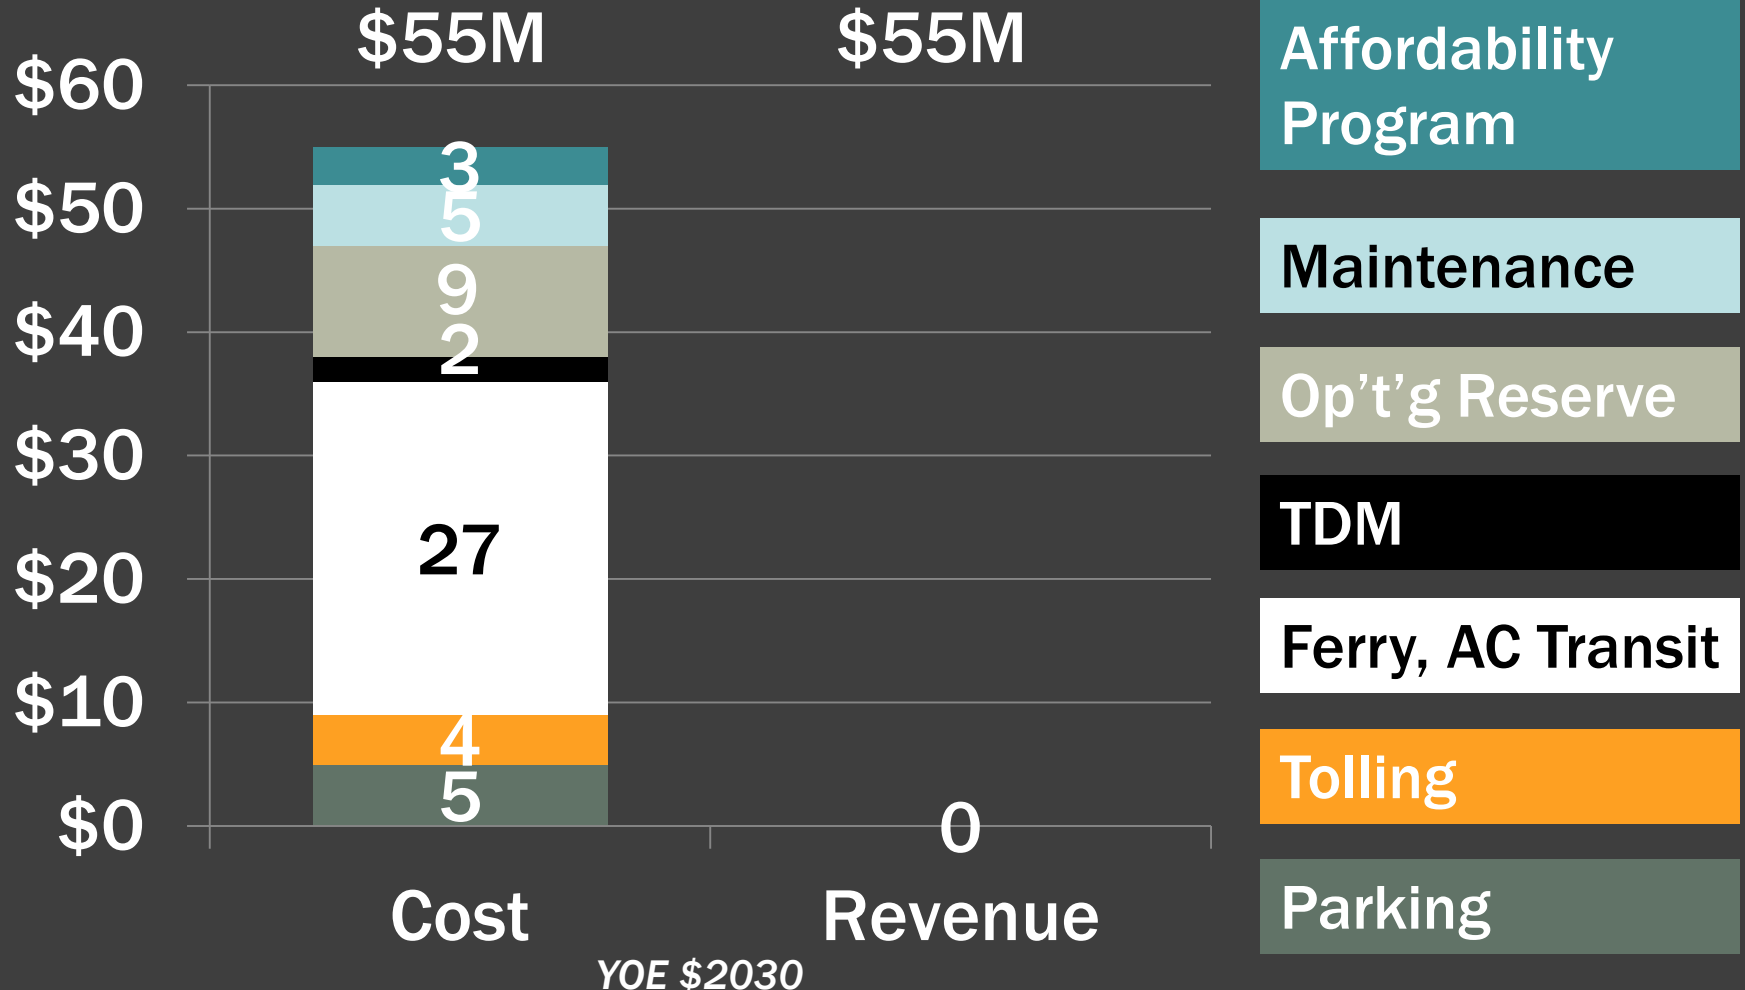 $55M
$55M
$60
$50
$40
$30
$20
$10
$0
3
5
9
2
27
4
5
0
Cost
Revenue
YOE $2030
Affordability
Program
Maintenance
Op’t’g Reserve
TDM
Ferry, AC Transit
Tolling
Parking